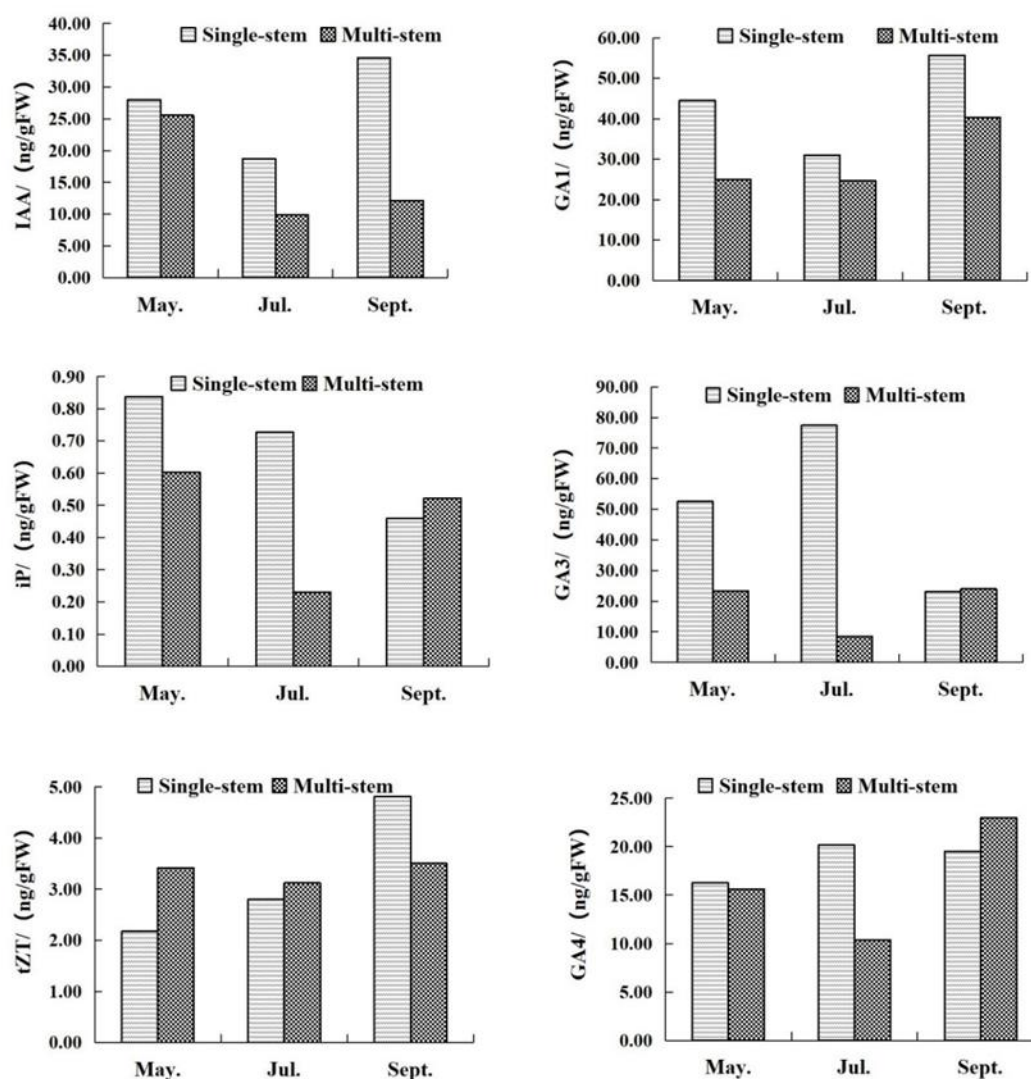 Single-stem Multi-stem
IAA/ (ng/gFW)
40.00
35.00
30.00
25.00
20.00
15.00
10.00
5.00
0.00
May. Jul. Sept.
Single-stem Multi-stem
GA1/ (ng/gFW)
60.00
50.00
40.00
30.00
20.00
10.00
0.00
May. Jul. Sept.
Single-stem Multi-stem
iP/ (ng/gFW)
0.90
0.80
0.70
0.60
0.50
0.40
0.30
0.20
0.10
0.00
May. Jul. Sept.
Single-stem Multi-stem
GA3/ (ng/gFW)
90.00
80.00
70.00
60.00
50.00
40.00
30.00
20.00
10.00
0.00
May. Jul. Sept.
Single-stem Multi-stem
tZT/ (ng/gFW)
5.00
4.00
3.00
2.00
1.00
0.00
May. Jul. Sept.
Single-stem Multi-stem
GA4/ (ng/gFW)
25.00
20.00
15.00
10.00
5.00
0.00
May. Jul. Sept.